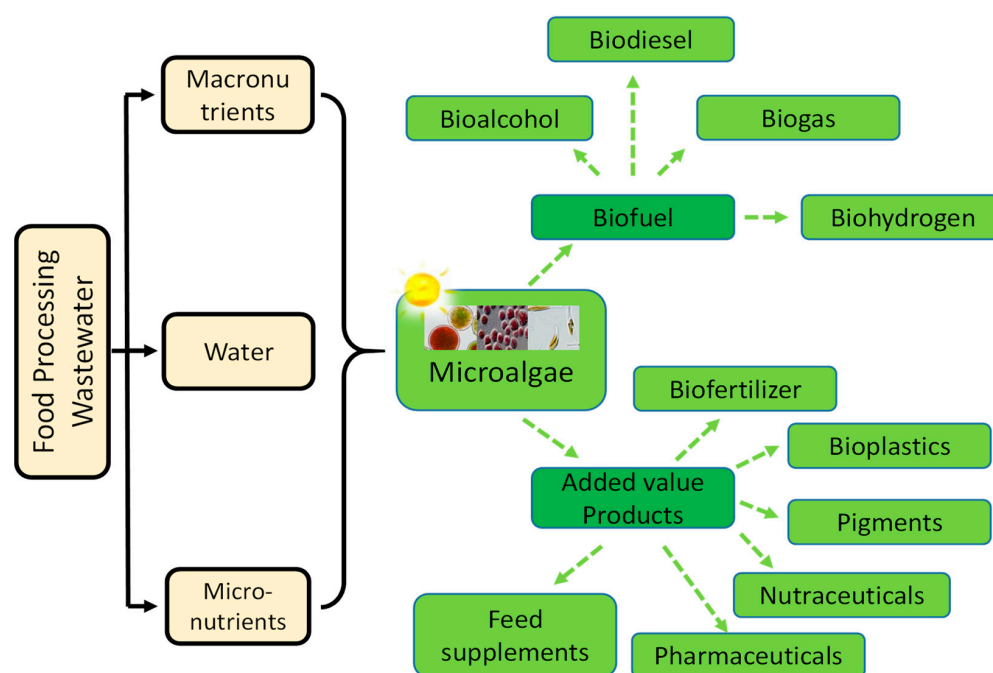 Food Processing
Wastewater
Macronu
trients
Water
Micro-
nutrients
Microalgae
Biofuel
Bioalcohol
Biodiesel
Biogas
Biohydrogen
Added value
Products
Biofertilizer
Bioplastics
Pigments
Nutraceuticals
Pharmaceuticals
Feed
supplements